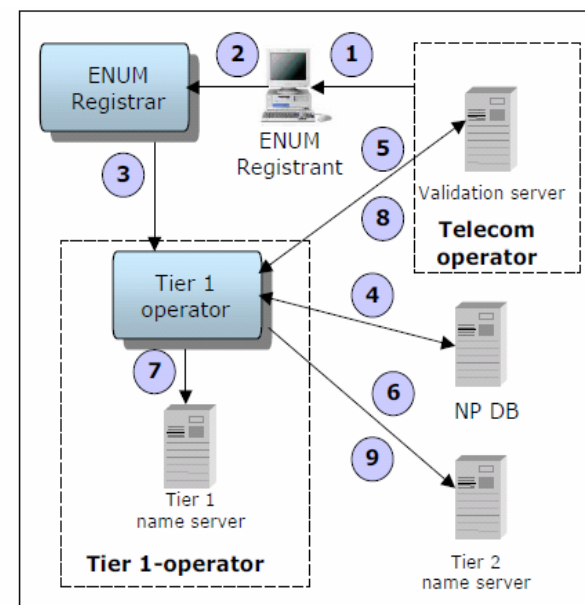 2
1
ENUM
Registrar
ENUM
Registrant
3
5
Validation server
8
Telecom
operator
Tier 1
operator
4
7
6
NP DB
9
Tier 1
name server
Tier 1-operator
Tier 2
name server